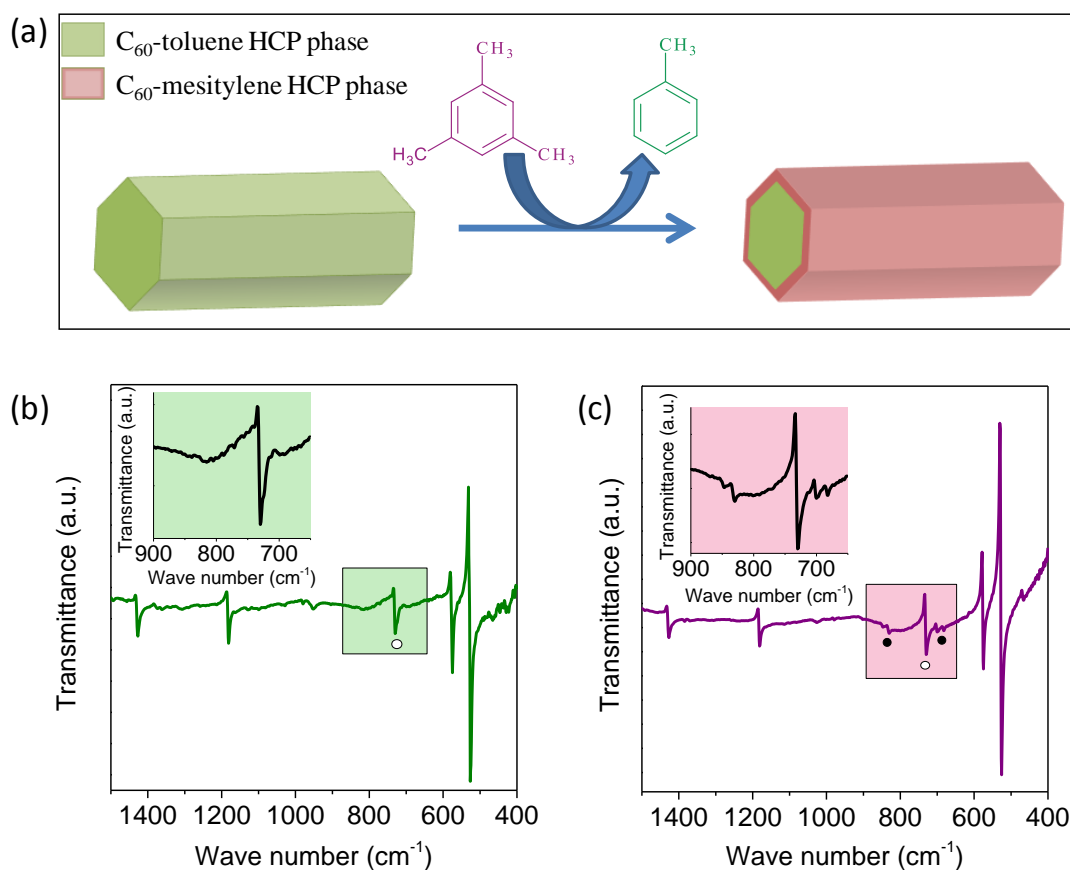 (a)
C₆₀-toluene HCP phase
C₆₀-mesitylene HCP phase
CH₃
H₃C
CH₃
CH₃
(b)
Transmittance (a.u.)
Transmittance (a.u.)
900
800
700
Wave number (cm⁻¹)
1400
1200
1000
800
600
400
Wave number (cm⁻¹)
(c)
Transmittance (a.u.)
Transmittance (a.u.)
900
800
700
Wave number (cm⁻¹)
1400
1200
1000
800
600
400
Wave number (cm⁻¹)